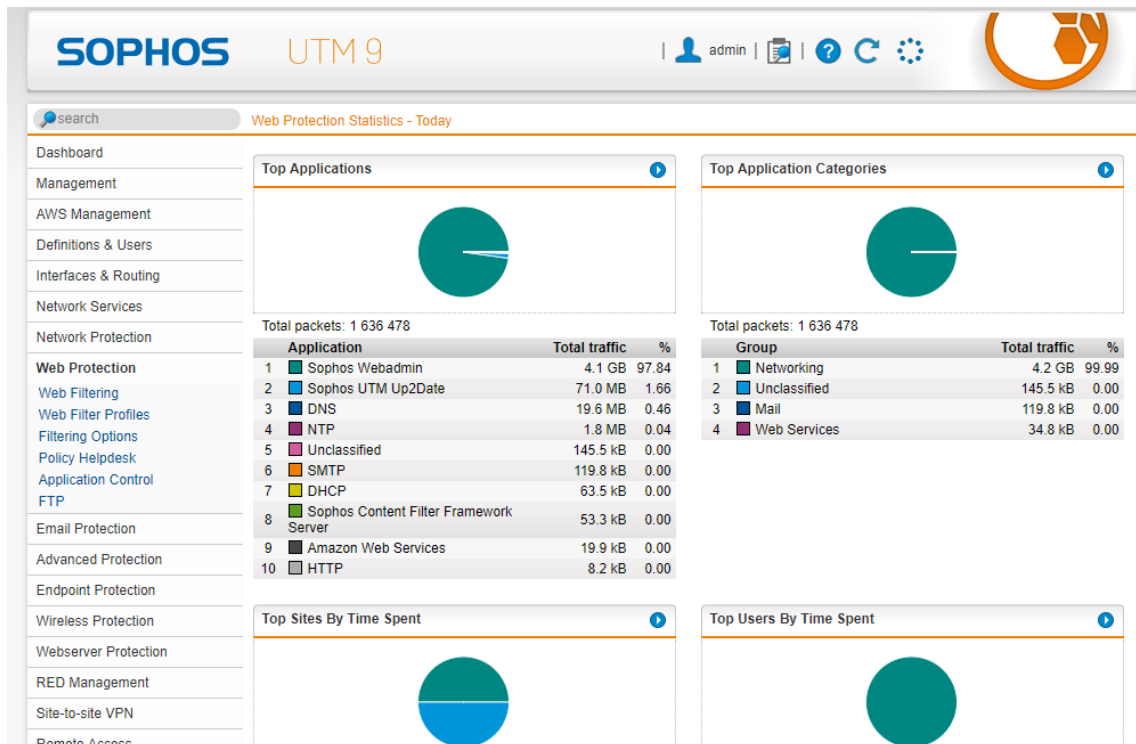 SOPHOS UTM 9
| admin | | ?
search
Web Protection Statistics - Today
Dashboard
Management
AWS Management
Definitions & Users
Interfaces & Routing
Network Services
Network Protection
Web Protection
Web Filtering
Web Filter Profiles
Filtering Options
Policy Helpdesk
Application Control
FTP
Email Protection
Advanced Protection
Endpoint Protection
Wireless Protection
Webserver Protection
RED Management
Site-to-site VPN
Remote Access
Top Applications
Total packets: 1 636 478
Application Total traffic %
1 Sophos Webadmin 4.1 GB 97.84
2 Sophos UTM Up2Date 71.0 MB 1.66
3 DNS 19.6 MB 0.46
4 NTP 1.8 MB 0.04
5 Unclassified 145.5 kB 0.00
6 SMTP 119.8 kB 0.00
7 DHCP 63.5 kB 0.00
8 Sophos Content Filter Framework
Server 53.3 kB 0.00
9 Amazon Web Services 19.9 kB 0.00
10 HTTP 8.2 kB 0.00
Top Application Categories
Total packets: 1 636 478
Group Total traffic %
1 Networking 4.2 GB 99.99
2 Unclassified 145.5 kB 0.00
3 Mail 119.8 kB 0.00
4 Web Services 34.8 kB 0.00
Top Sites By Time Spent
Top Users By Time Spent